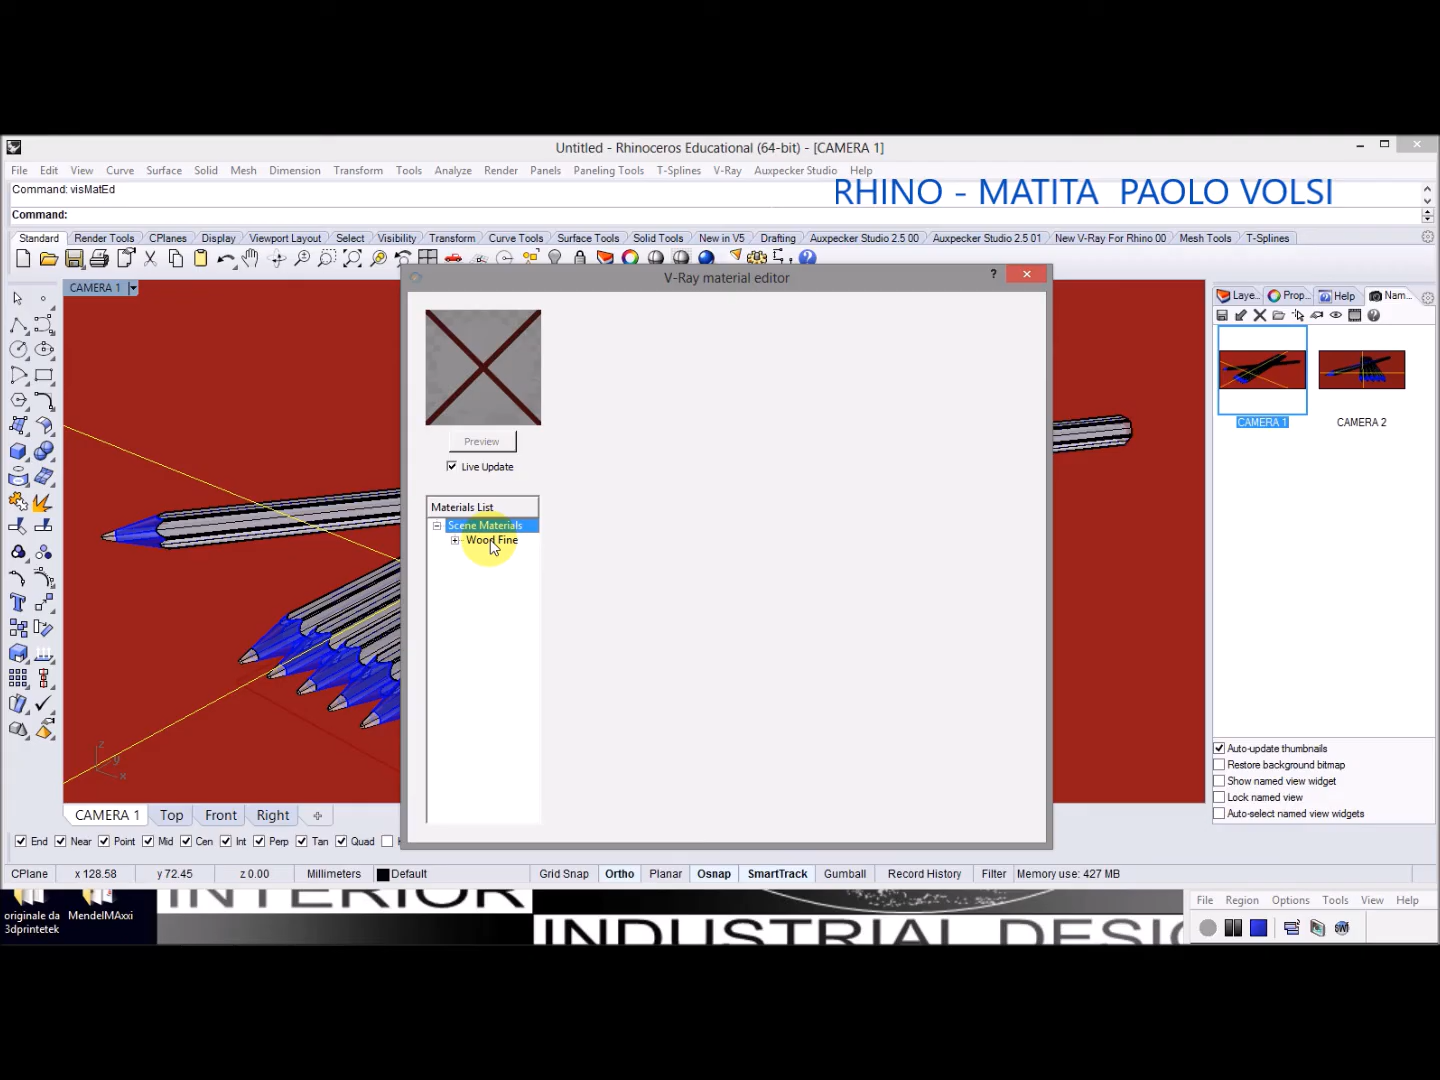 Untitled - Rhinoceros Educational (64-bit) - [CAMERA 1]
File Edit View Curve Surface Solid Mesh Dimension Transform Tools Analyze Render Panels Paneling Tools T-Splines V-Ray Auxpecker Studio Help
Command: visMatEd
RHINO - MATITA PAOLO VOLSI
Command:
Standard Render Tools CPlanes Display Viewport Layout Select Visibility Transform Curve Tools Surface Tools Solid Tools New in V5 Drafting Auxpecker Studio 2.5 00 Auxpecker Studio 2.5 01 New V-Ray For Rhino 00 Mesh Tools T-Splines
V-Ray material editor
?
CAMERA 1
Laye... Prop... Help Nam...
CAMERA 1 CAMERA 2
Preview
Live Update
Materials List
Scene Materials
Wood Fine
z
y
x
Auto-update thumbnails
Restore background bitmap
Show named view widget
Lock named view
Auto-select named view widgets
CAMERA 1 Top Front Right
End Near Point Mid Cen Int Perp Tan Quad
CPlane x 128.58 y 72.45 z 0.00 Millimeters Default Grid Snap Ortho Planar Osnap SmartTrack Gumball Record History Filter Memory use: 427 MB
INTERIOR
File Region Options Tools View Help
originale da 3dprintetek
MendelMAxxi
INDUSTRIAL DESI